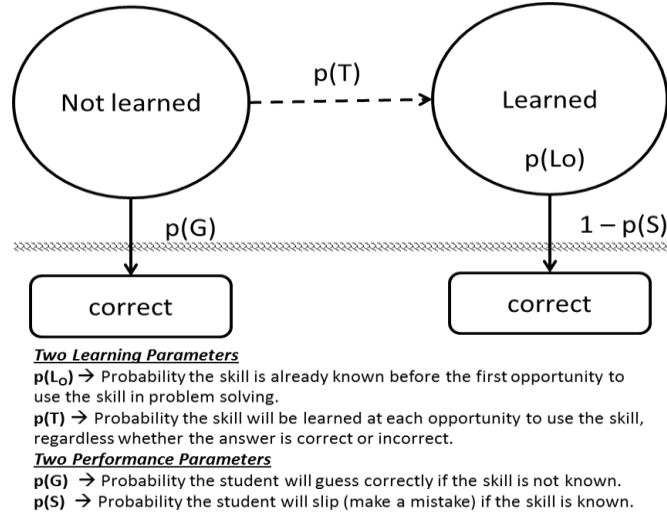 Not learned
p(T)
Learned
p(Lo)
p(G)
1 – p(S)
correct
correct
Two Learning Parameters
p(Lo) → Probability the skill is already known before the first opportunity to
use the skill in problem solving.
p(T) → Probability the skill will be learned at each opportunity to use the skill,
regardless whether the answer is correct or incorrect.
Two Performance Parameters
p(G) → Probability the student will guess correctly if the skill is not known.
p(S) → Probability the student will slip (make a mistake) if the skill is known.